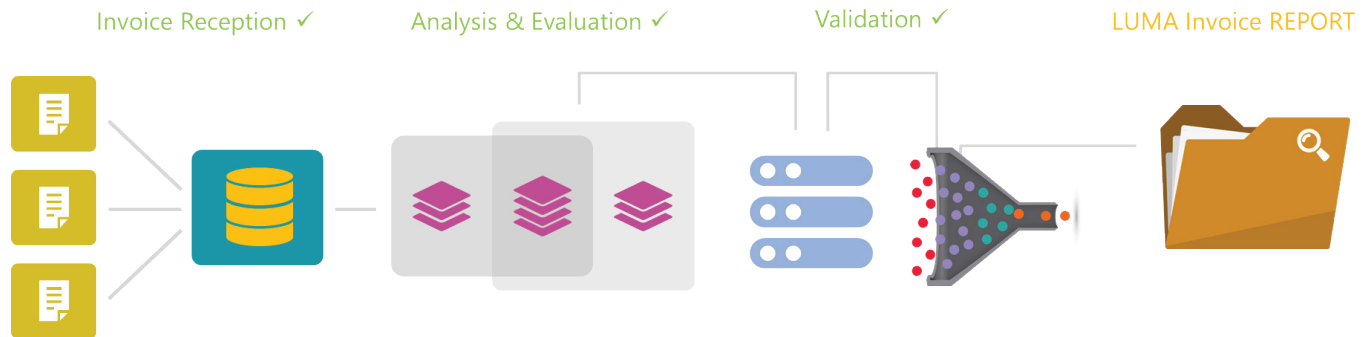 Invoice Reception ✓
Analysis & Evaluation ✓
Validation ✓
LUMA Invoice REPORT